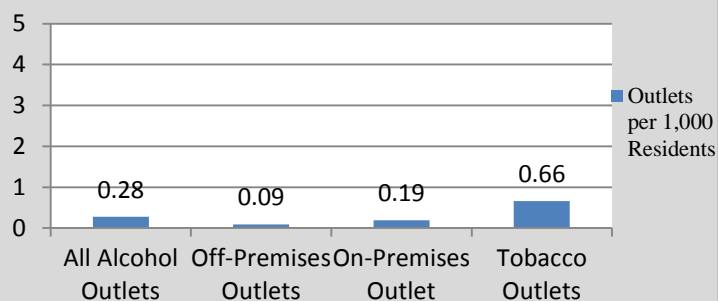 5
4
3
2
1
0
0.28
0.09
0.19
0.66
All Alcohol Outlets
Off-Premises Outlets
On-Premises Outlet
Tobacco Outlets
Outlets
per 1,000
Residents